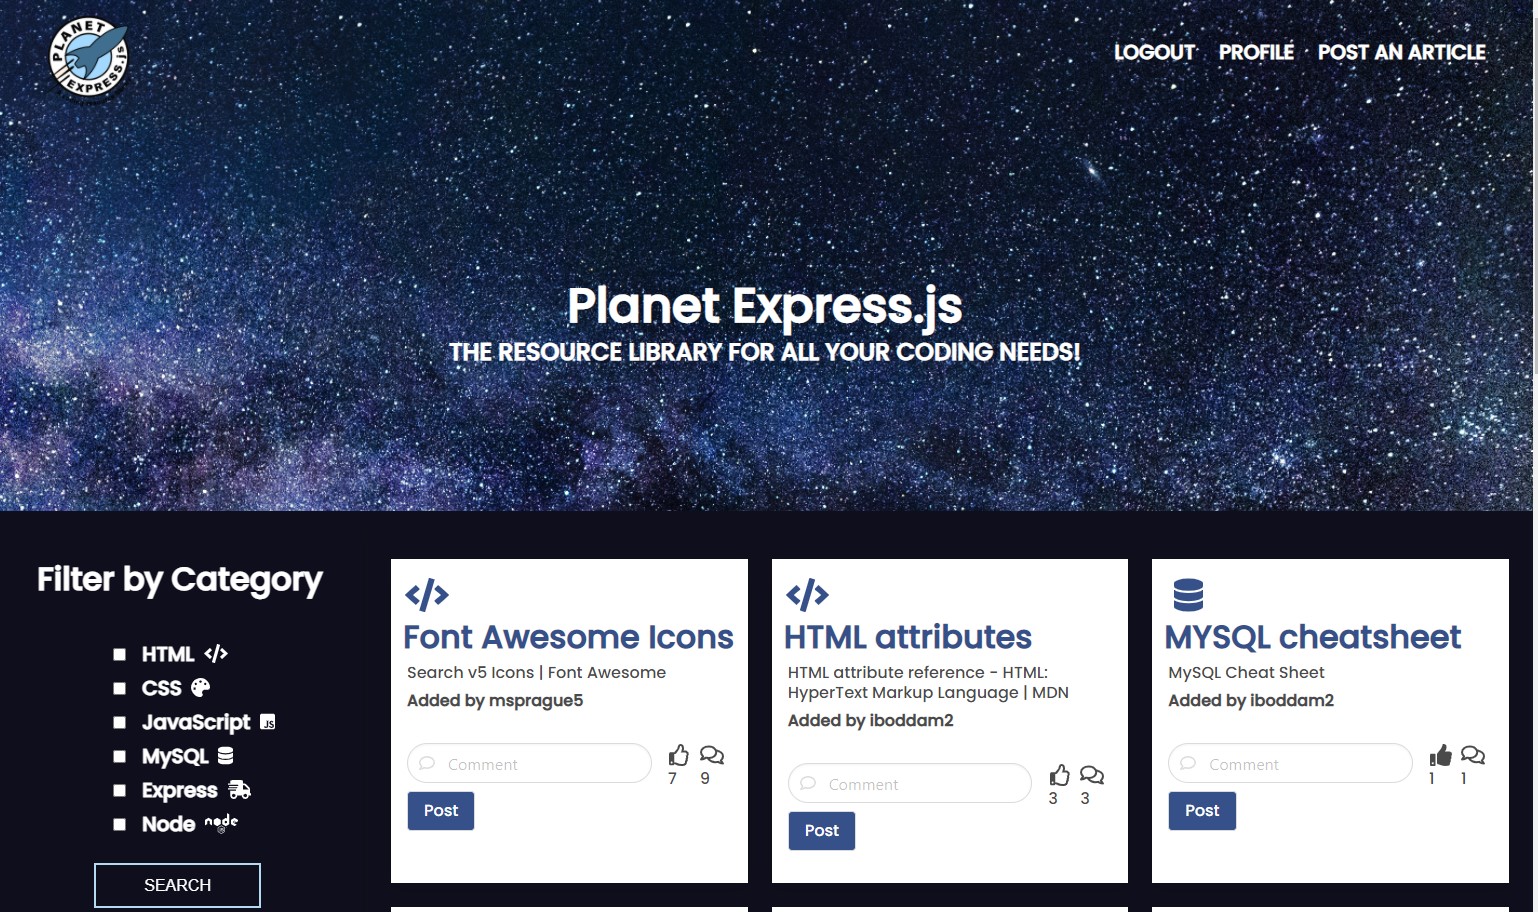 PLANET EXPRESS.js
LOGOUT PROFILE POST AN ARTICLE
Planet Express.js
THE RESOURCE LIBRARY FOR ALL YOUR CODING NEEDS!
Filter by Category
HTML
CSS
JavaScript JS
MySQL
Express
Node node
SEARCH
Font Awesome Icons
Search v5 Icons | Font Awesome
Added by msprague5
Comment
7 9
Post
HTML attributes
HTML attribute reference - HTML:
HyperText Markup Language | MDN
Added by iboddam2
Comment
3 3
Post
MYSQL cheatsheet
MySQL Cheat Sheet
Added by iboddam2
Comment
1 1
Post